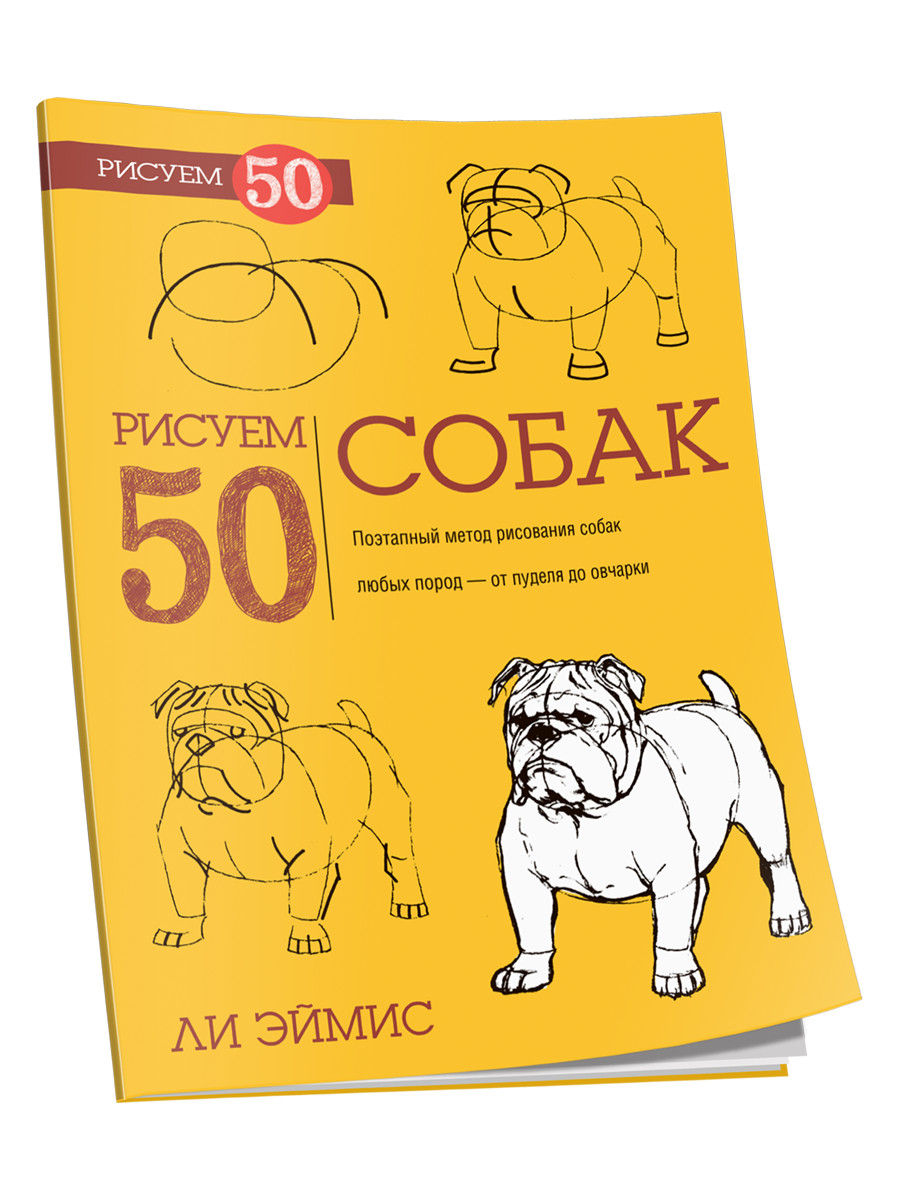 РИСУЕМ 50
РИСУЕМ
50
СОБАК
Поэтапный метод рисования собак
любых пород — от пуделя до овчарки
ЛИ ЭЙМИС